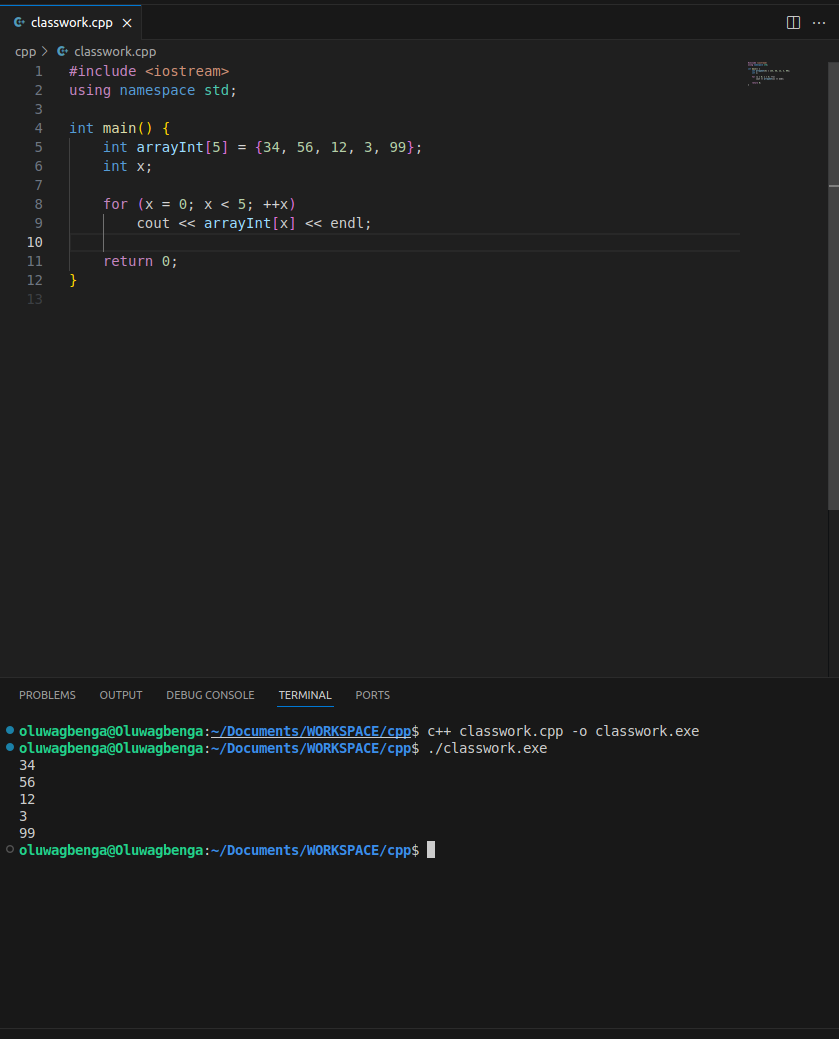 classwork.cpp
cpp > classwork.cpp
1 #include <iostream>
2 using namespace std;
3
4 int main() {
5     int arrayInt[5] = {34, 56, 12, 3, 99};
6     int x;
7
8     for (x = 0; x < 5; ++x)
9         cout << arrayInt[x] << endl;
10
11     return 0;
12 }
13
PROBLEMS OUTPUT DEBUG CONSOLE TERMINAL PORTS
oluwagbenga@Oluwagbenga:~/Documents/WORKSPACE/cpp$ c++ classwork.cpp -o classwork.exe
oluwagbenga@Oluwagbenga:~/Documents/WORKSPACE/cpp$ ./classwork.exe
34
56
12
3
99
oluwagbenga@Oluwagbenga:~/Documents/WORKSPACE/cpp$